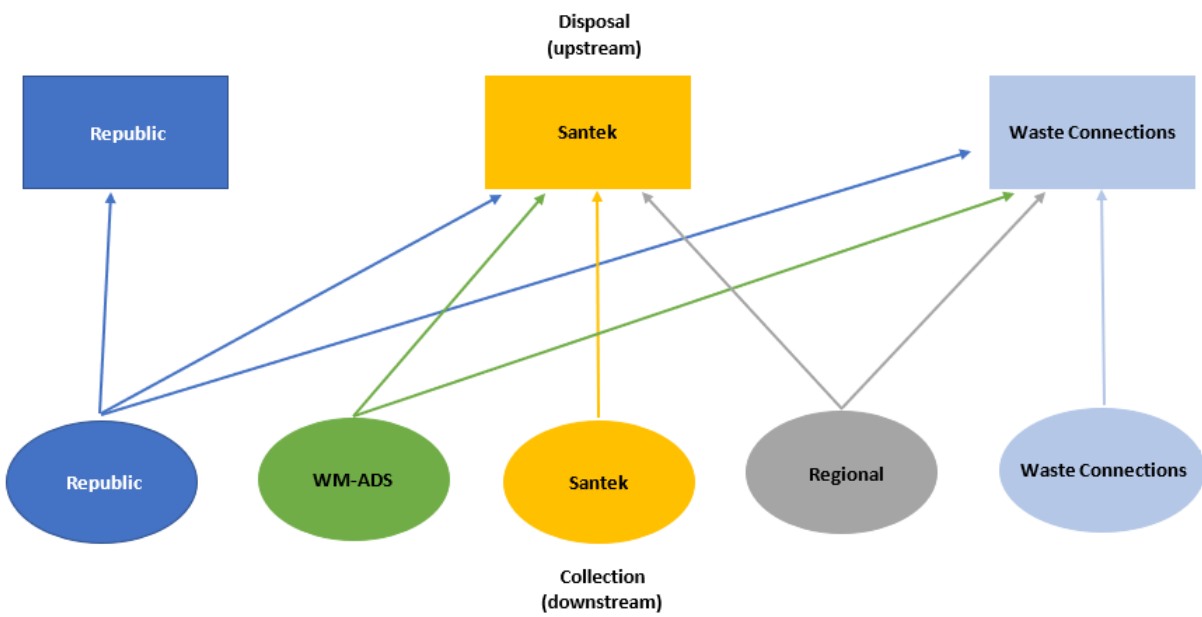 Disposal
(upstream)
Republic
Santek
Waste Connections
Republic
WM-ADS
Santek
Regional
Waste Connections
Collection
(downstream)